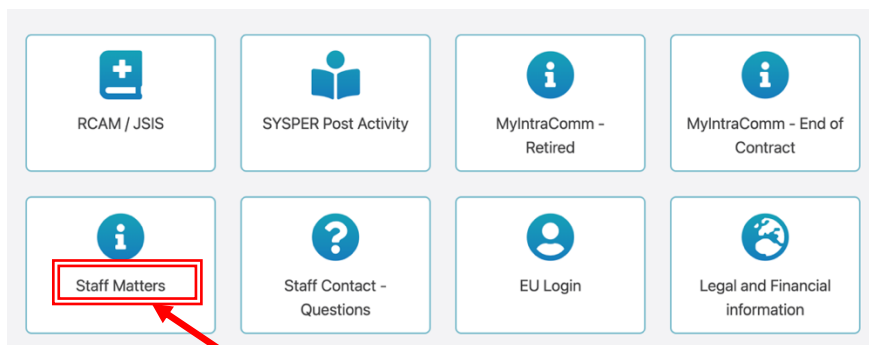 RCAM / JSIS
SYSPER Post Activity
MyIntraComm -
Retired
MyIntraComm - End of
Contract
Staff Matters
Staff Contact -
Questions
EU Login
Legal and Financial
information